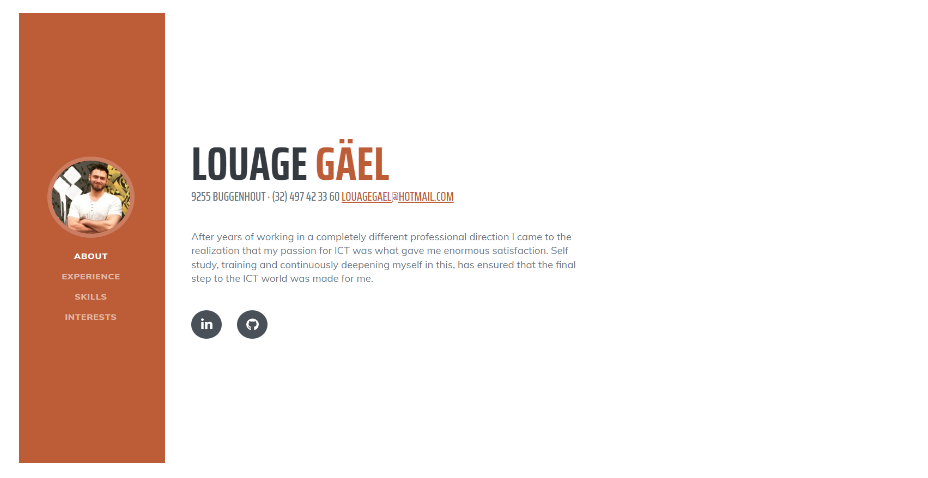 ABOUT
EXPERIENCE
SKILLS
INTERESTS
LOUAGE GÄEL
9255 BUGGENHOUT · (32) 497 42 33 60 LOUAGEGAEL@HOTMAIL.COM
After years of working in a completely different professional direction I came to the
realization that my passion for ICT was what gave me enormous satisfaction. Self
study, training and continuously deepening myself in this, has ensured that the final
step to the ICT world was made for me.
in